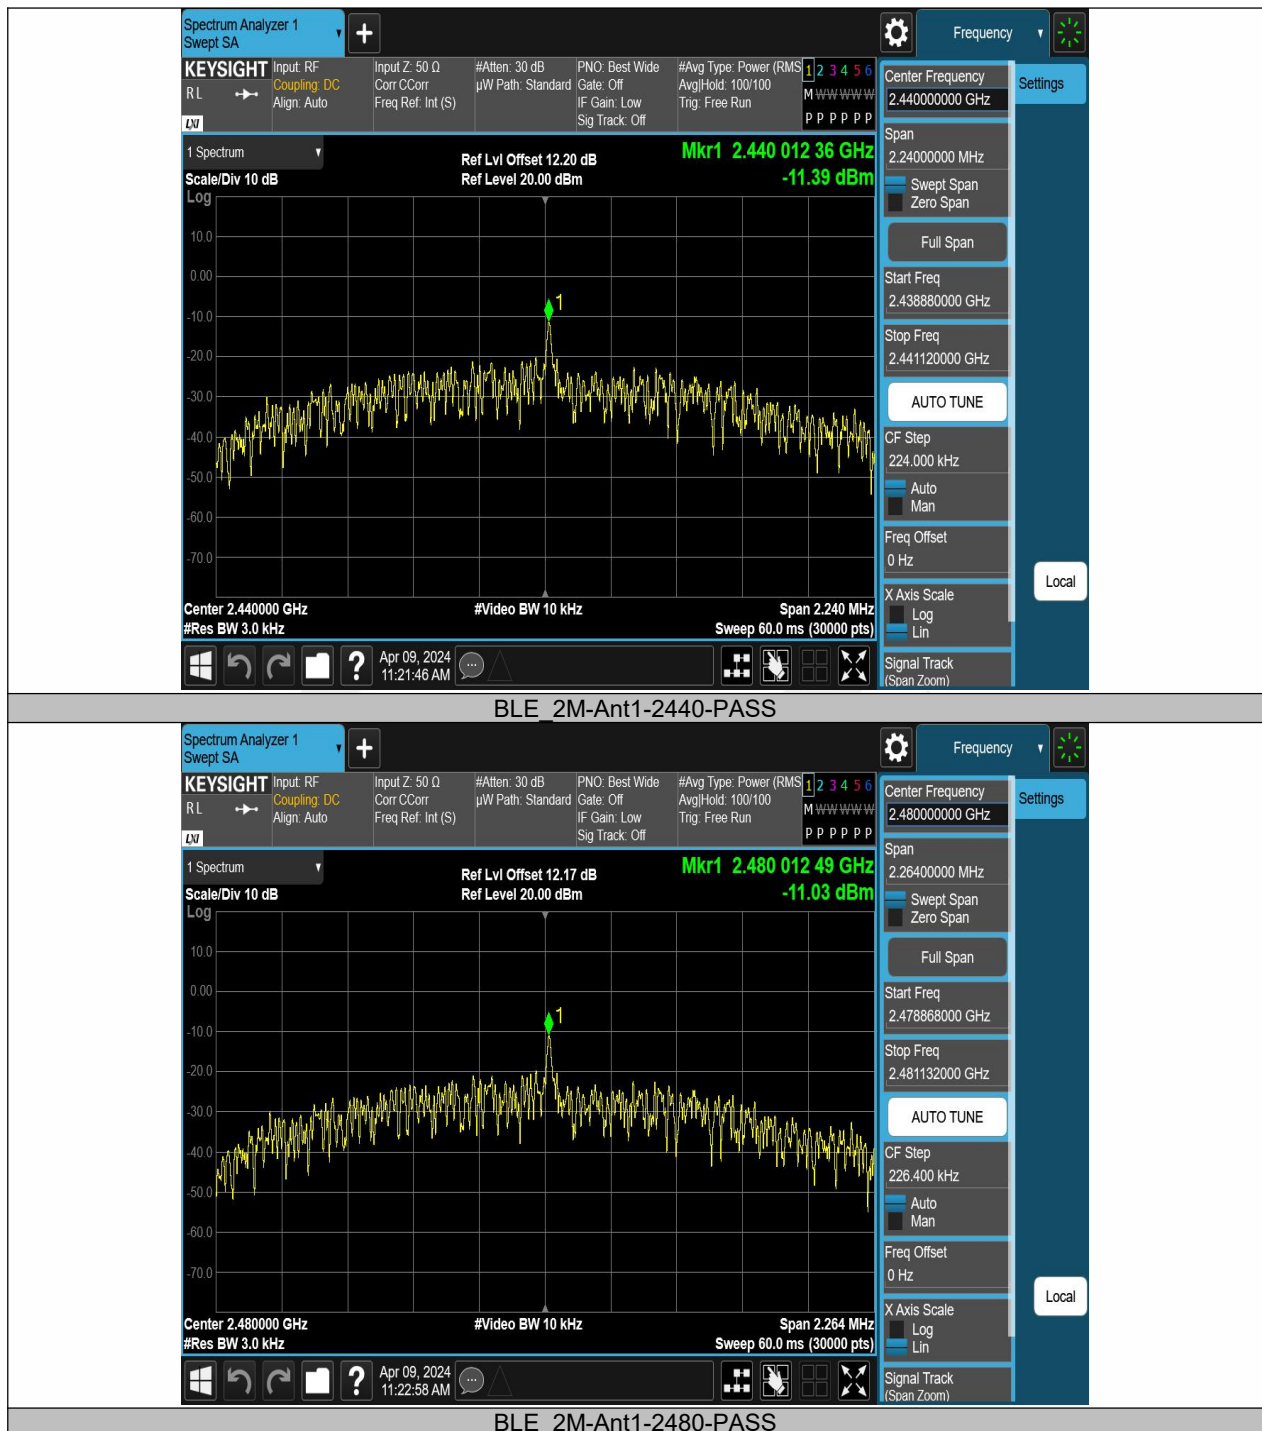 Spectrum Analyzer 1
Swept SA
Frequency
KEYSIGHT
R L
LXI
Input: RF
Coupling: DC
Align: Auto
Input Z: 50 Ω
Corr CCorr
Freq Ref: Int (S)
#Atten: 30 dB
µW Path: Standard
PNO: Best Wide
Gate: Off
IF Gain: Low
Sig Track: Off
#Avg Type: Power (RMS
Avg|Hold: 100/100
Trig: Free Run
1 2 3 4 5 6
M W W W W W
P P P P P P
1 Spectrum
Scale/Div 10 dB
Log
Ref Lvl Offset 12.20 dB
Ref Level 20.00 dBm
Mkr1 2.440 012 36 GHz
-11.39 dBm
10.0
0.00
-10.0
-20.0
-30.0
-40.0
-50.0
-60.0
-70.0
1
Center 2.440000 GHz
#Res BW 3.0 kHz
#Video BW 10 kHz
Span 2.240 MHz
Sweep 60.0 ms (30000 pts)
Apr 09, 2024
11:21:46 AM
Center Frequency
2.440000000 GHz
Settings
Span
2.24000000 MHz
Swept Span
Zero Span
Full Span
Start Freq
2.438880000 GHz
Stop Freq
2.441120000 GHz
AUTO TUNE
CF Step
224.000 kHz
Auto
Man
Freq Offset
0 Hz
X Axis Scale
Log
Lin
Local
Signal Track
(Span Zoom)
BLE_2M-Ant1-2440-PASS
Spectrum Analyzer 1
Swept SA
Frequency
KEYSIGHT
R L
LXI
Input: RF
Coupling: DC
Align: Auto
Input Z: 50 Ω
Corr CCorr
Freq Ref: Int (S)
#Atten: 30 dB
µW Path: Standard
PNO: Best Wide
Gate: Off
IF Gain: Low
Sig Track: Off
#Avg Type: Power (RMS
Avg|Hold: 100/100
Trig: Free Run
1 2 3 4 5 6
M W W W W W
P P P P P P
1 Spectrum
Scale/Div 10 dB
Log
Ref Lvl Offset 12.17 dB
Ref Level 20.00 dBm
Mkr1 2.480 012 49 GHz
-11.03 dBm
10.0
0.00
-10.0
-20.0
-30.0
-40.0
-50.0
-60.0
-70.0
1
Center 2.480000 GHz
#Res BW 3.0 kHz
#Video BW 10 kHz
Span 2.264 MHz
Sweep 60.0 ms (30000 pts)
Apr 09, 2024
11:22:58 AM
Center Frequency
2.480000000 GHz
Settings
Span
2.26400000 MHz
Swept Span
Zero Span
Full Span
Start Freq
2.478868000 GHz
Stop Freq
2.481132000 GHz
AUTO TUNE
CF Step
226.400 kHz
Auto
Man
Freq Offset
0 Hz
X Axis Scale
Log
Lin
Local
Signal Track
(Span Zoom)
BLE_2M-Ant1-2480-PASS